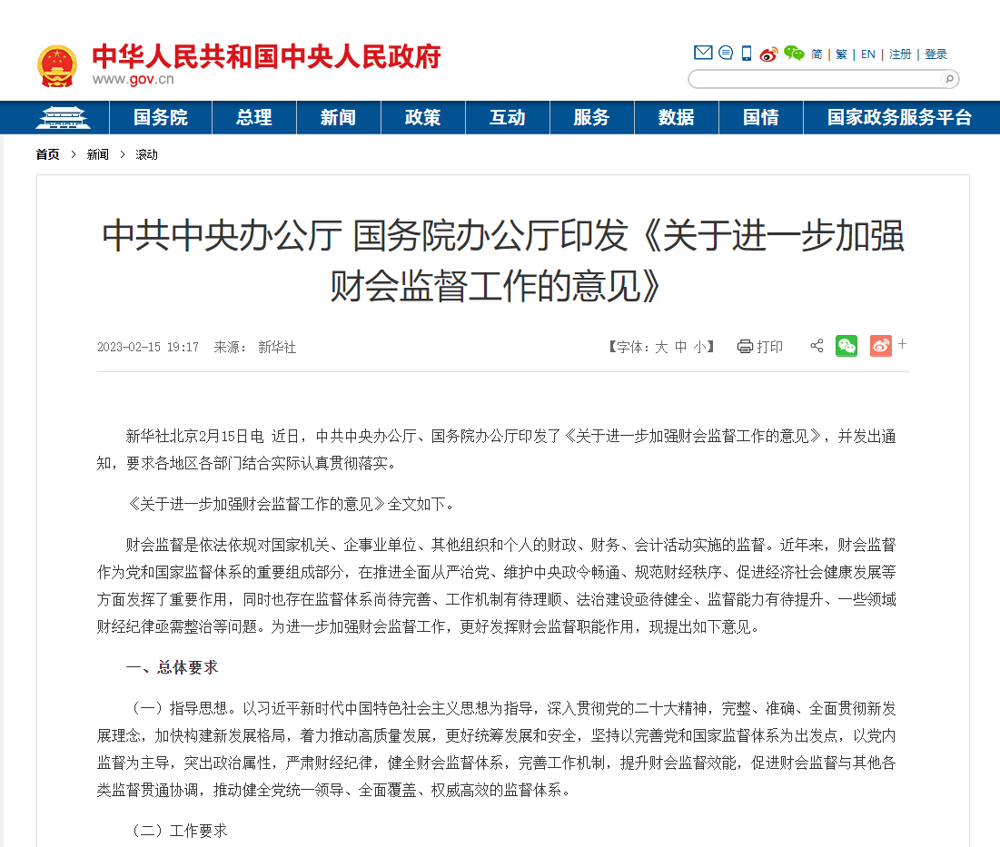 中华人民共和国中央人民政府
www.gov.cn
简 | 繁 | EN | 注册 | 登录
国务院 总理 新闻 政策 互动 服务 数据 国情 国家政务服务平台
首页 > 新闻 > 滚动
中共中央办公厅 国务院办公厅印发《关于进一步加强
财会监督工作的意见》
2023-02-15 19:17 来源： 新华社 【字体：大 中 小】 打印 +
新华社北京2月15日电 近日，中共中央办公厅、国务院办公厅印发了《关于进一步加强财会监督工作的意见》，并发出通
知，要求各地区各部门结合实际认真贯彻落实。
《关于进一步加强财会监督工作的意见》全文如下。
财会监督是依法依规对国家机关、企事业单位、其他组织和个人的财政、财务、会计活动实施的监督。近年来，财会监督
作为党和国家监督体系的重要组成部分，在推进全面从严治党、维护中央政令畅通、规范财经秩序、促进经济社会健康发展等
方面发挥了重要作用，同时也存在监督体系尚待完善、工作机制有待理顺、法治建设亟待健全、监督能力有待提升、一些领域
财经纪律亟需整治等问题。为进一步加强财会监督工作，更好发挥财会监督职能作用，现提出如下意见。
一、总体要求
（一）指导思想。以习近平新时代中国特色社会主义思想为指导，深入贯彻党的二十大精神，完整、准确、全面贯彻新发
展理念，加快构建新发展格局，着力推动高质量发展，更好统筹发展和安全，坚持以完善党和国家监督体系为出发点，以党内
监督为主导，突出政治属性，严肃财经纪律，健全财会监督体系，完善工作机制，提升财会监督效能，促进财会监督与其他各
类监督贯通协调，推动健全党统一领导、全面覆盖、权威高效的监督体系。
（二）工作要求